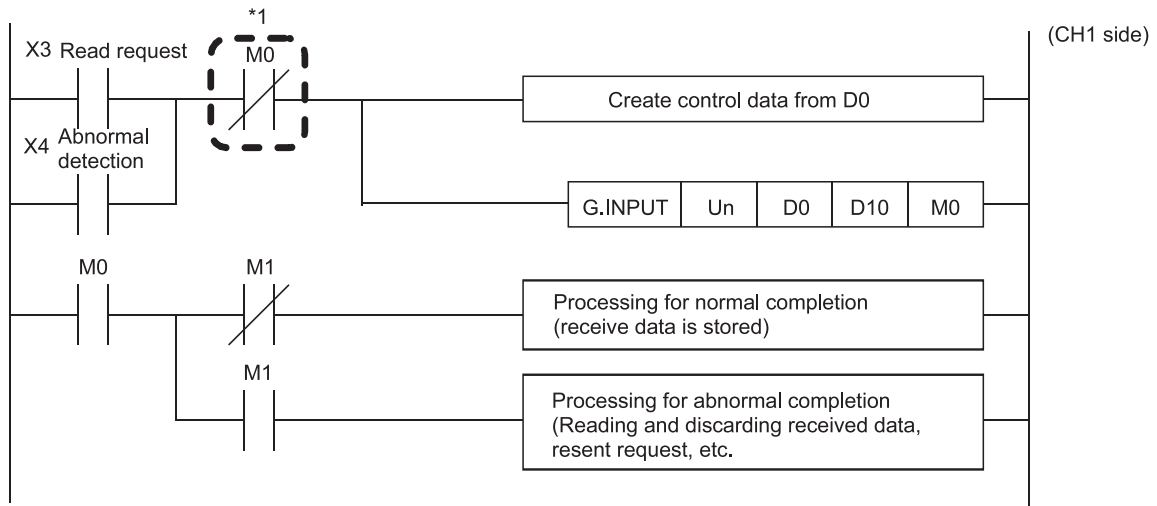 *1
(CH1 side)
X3 Read request
M0
Create control data from D0
X4 Abnormal
detection
G.INPUT Un D0 D10 M0
M0
M1
Processing for normal completion
(receive data is stored)
M1
Processing for abnormal completion
(Reading and discarding received data,
resent request, etc.